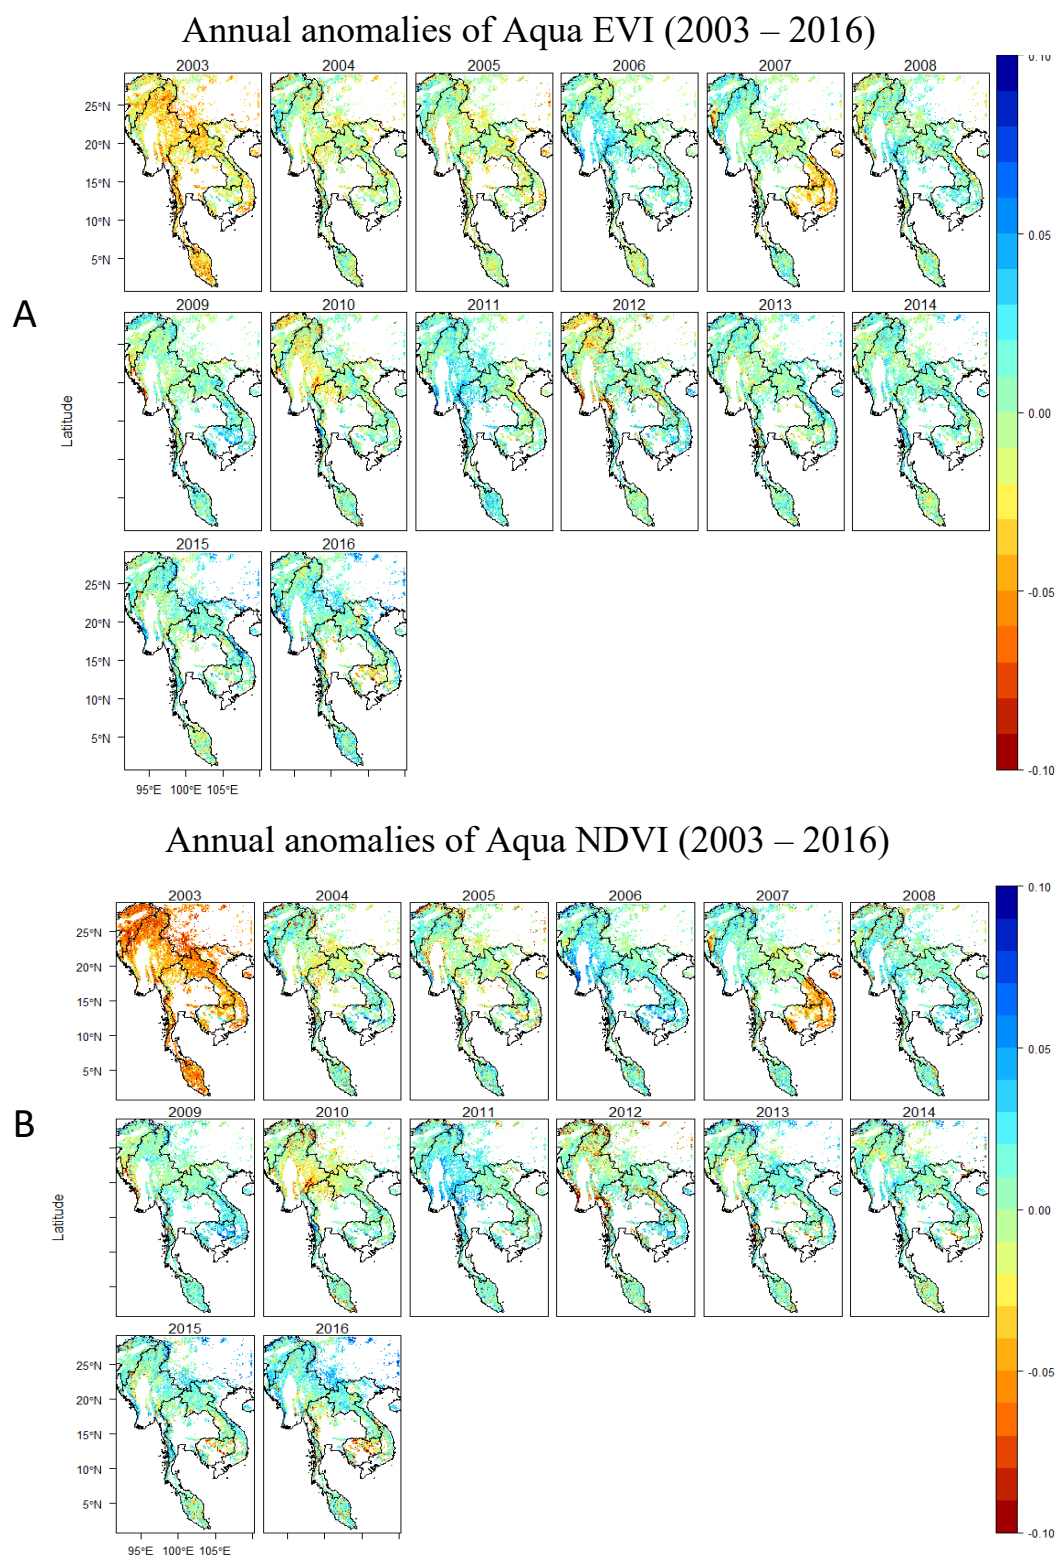 Annual anomalies of Aqua EVI (2003 – 2016)
2003 2004 2005 2006 2007 2008
0.10
25°N
20°N
15°N
10°N
5°N
0.05
A
2009 2010 2011 2012 2013 2014
Latitude
0.00
2015 2016
25°N
20°N
15°N
10°N
5°N
-0.05
-0.10
95°E 100°E 105°E
Annual anomalies of Aqua NDVI (2003 – 2016)
2003 2004 2005 2006 2007 2008
0.10
25°N
20°N
15°N
10°N
5°N
0.05
B
2009 2010 2011 2012 2013 2014
Latitude
0.00
2015 2016
25°N
20°N
15°N
10°N
5°N
-0.05
-0.10
95°E 100°E 105°E